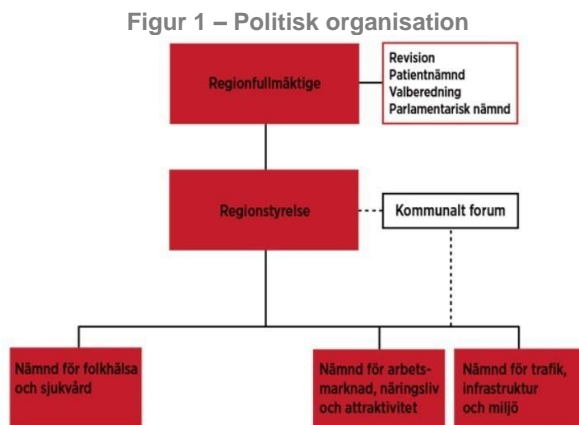 Figur 1 – Politisk organisation
Regionfullmäktige
Revision
Patientnämnd
Valberedning
Parlamentarisk nämnd
Regionstyrelse
Kommunalt forum
Nämnd för folkhälsa
och sjukvård
Nämnd för arbets-
marknad, näringsliv
och attraktivitet
Nämnd för trafik,
infrastruktur
och miljö